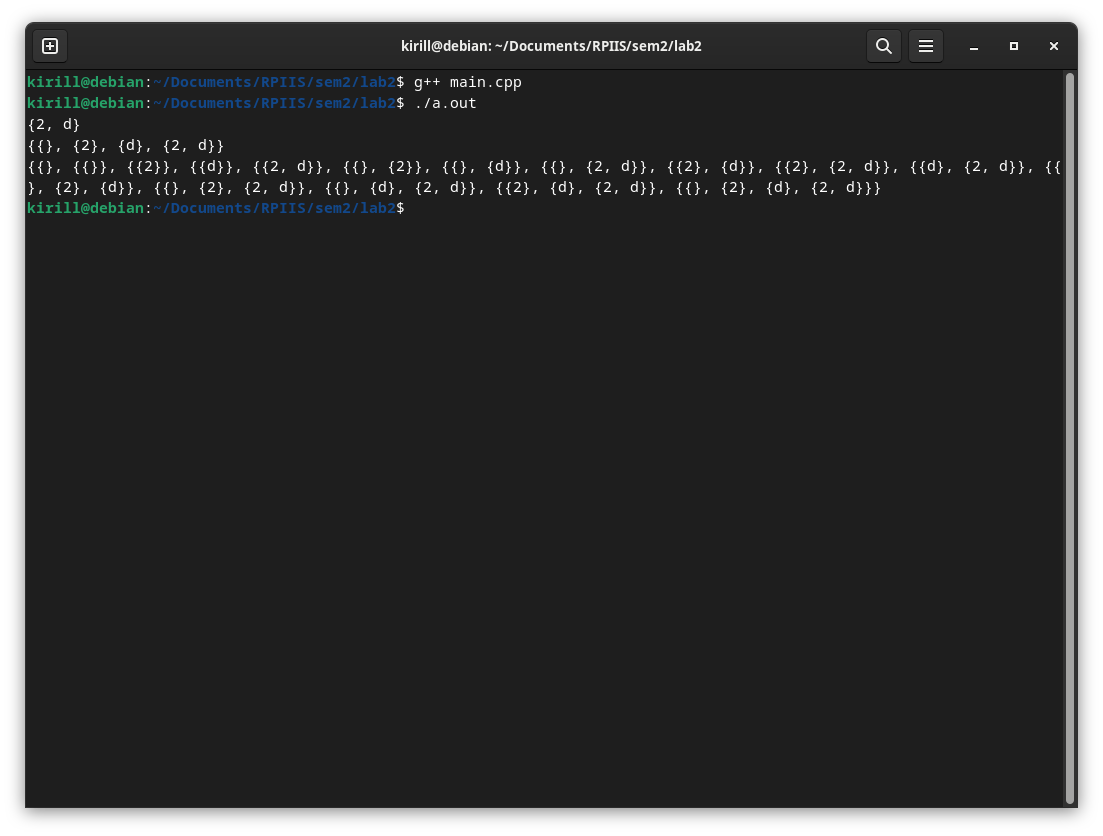 kirill@debian: ~/Documents/RPIIS/sem2/lab2
kirill@debian:~/Documents/RPIIS/sem2/lab2$ g++ main.cpp
kirill@debian:~/Documents/RPIIS/sem2/lab2$ ./a.out
{2, d}
{{}, {2}, {d}, {2, d}}
{{}, {{}}, {{2}}, {{d}}, {{2, d}}, {{}, {2}}, {{}, {d}}, {{}, {2, d}}, {{2}, {d}}, {{2}, {2, d}}, {{d}, {2, d}}, {{
}, {2}, {d}}, {{}, {2}, {2, d}}, {{}, {d}, {2, d}}, {{2}, {d}, {2, d}}, {{}, {2}, {d}, {2, d}}}
kirill@debian:~/Documents/RPIIS/sem2/lab2$